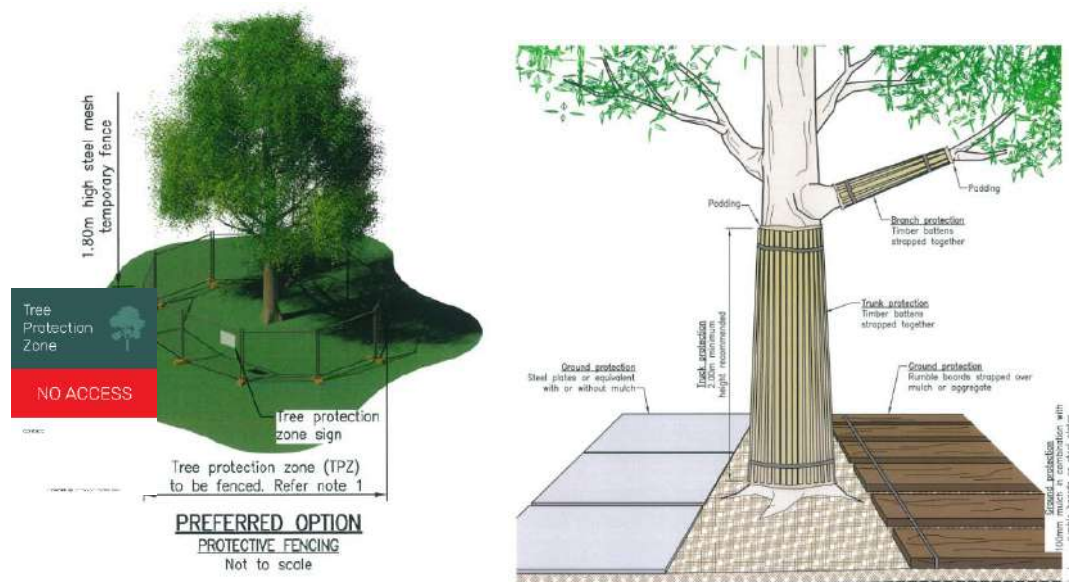 1.80m high steel mesh
temporary fence
Tree
Protection
Zone
NO ACCESS
Tree protection
zone sign
Tree protection zone (TPZ)
to be fenced. Refer note 1
PREFERRED OPTION
PROTECTIVE FENCING
Not to scale
Padding
Padding
Branch protection
Timber battens
strapped together
Trunk protection
Timber battens
strapped together
Truck protection
2.00m minimum
height recommended
Ground protection
Steel plates or equivalent
with or without mulch
Ground protection
Rumble boards strapped over
mulch or aggregate
Ground protection
100mm mulch in combination with